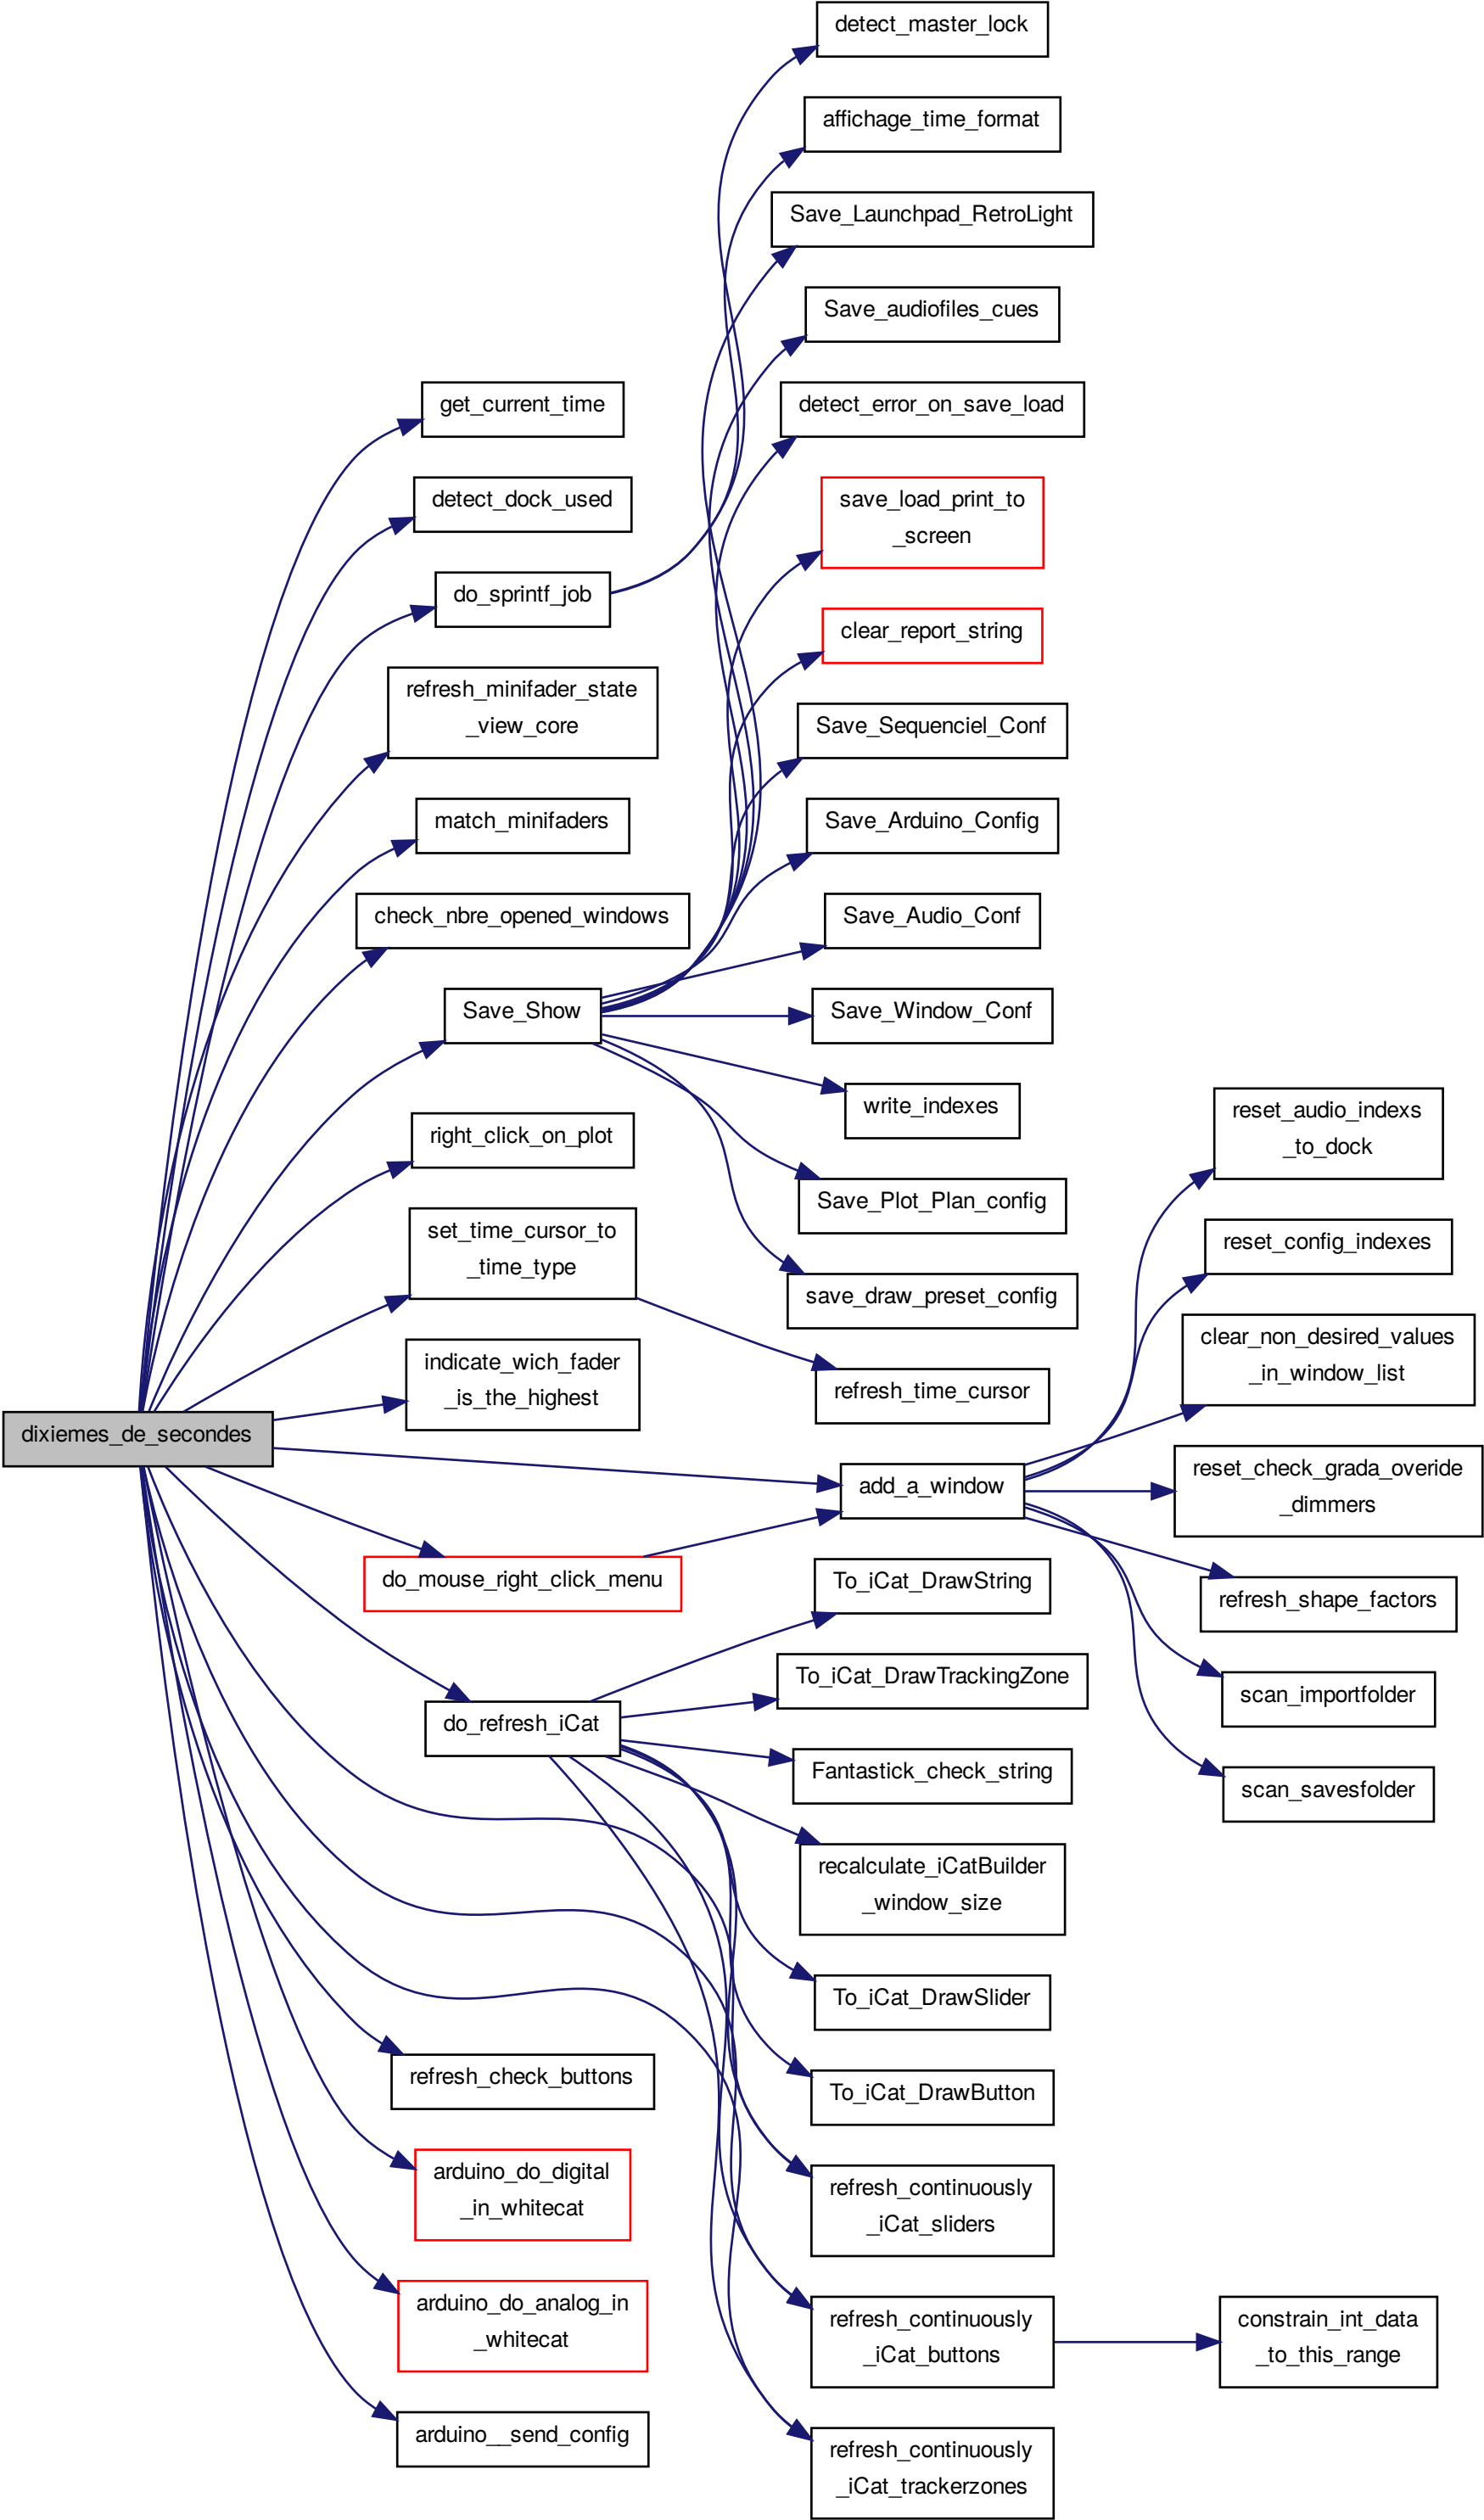 detect_master_lock
affichage_time_format
Save_Launchpad_RetroLight
Save_audiofiles_cues
get_current_time
detect_error_on_save_load
detect_dock_used
save_load_print_to
_screen
do_sprintf_job
clear_report_string
refresh_minifader_state
_view_core
Save_Sequenciel_Conf
match_minifaders
Save_Arduino_Config
check_nbre_opened_windows
Save_Audio_Conf
Save_Show
Save_Window_Conf
write_indexes
right_click_on_plot
reset_audio_indexs
_to_dock
Save_Plot_Plan_config
set_time_cursor_to
_time_type
reset_config_indexes
save_draw_preset_config
indicate_wich_fader
_is_the_highest
refresh_time_cursor
clear_non_desired_values
_in_window_list
dixiemes_de_secondes
add_a_window
reset_check_grada_overide
_dimmers
do_mouse_right_click_menu
To_iCat_DrawString
refresh_shape_factors
To_iCat_DrawTrackingZone
scan_importfolder
do_refresh_iCat
Fantastick_check_string
scan_savesfolder
recalculate_iCatBuilder
_window_size
To_iCat_DrawSlider
refresh_check_buttons
To_iCat_DrawButton
arduino_do_digital
_in_whitecat
refresh_continuously
_iCat_sliders
arduino_do_analog_in
_whitecat
refresh_continuously
_iCat_buttons
constrain_int_data
_to_this_range
arduino__send_config
refresh_continuously
_iCat_trackerzones